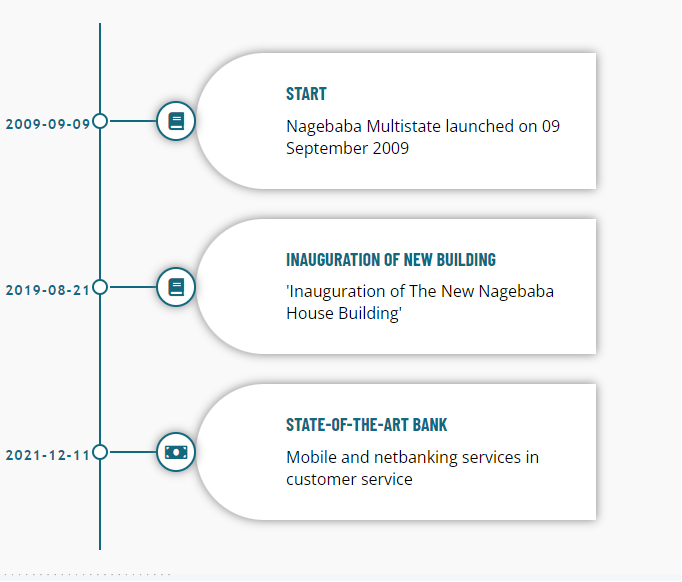 2009-09-09
START
Nagebaba Multistate launched on 09
September 2009
2019-08-21
INAUGURATION OF NEW BUILDING
'Inauguration of The New Nagebaba
House Building'
2021-12-11
STATE-OF-THE-ART BANK
Mobile and netbanking services in
customer service